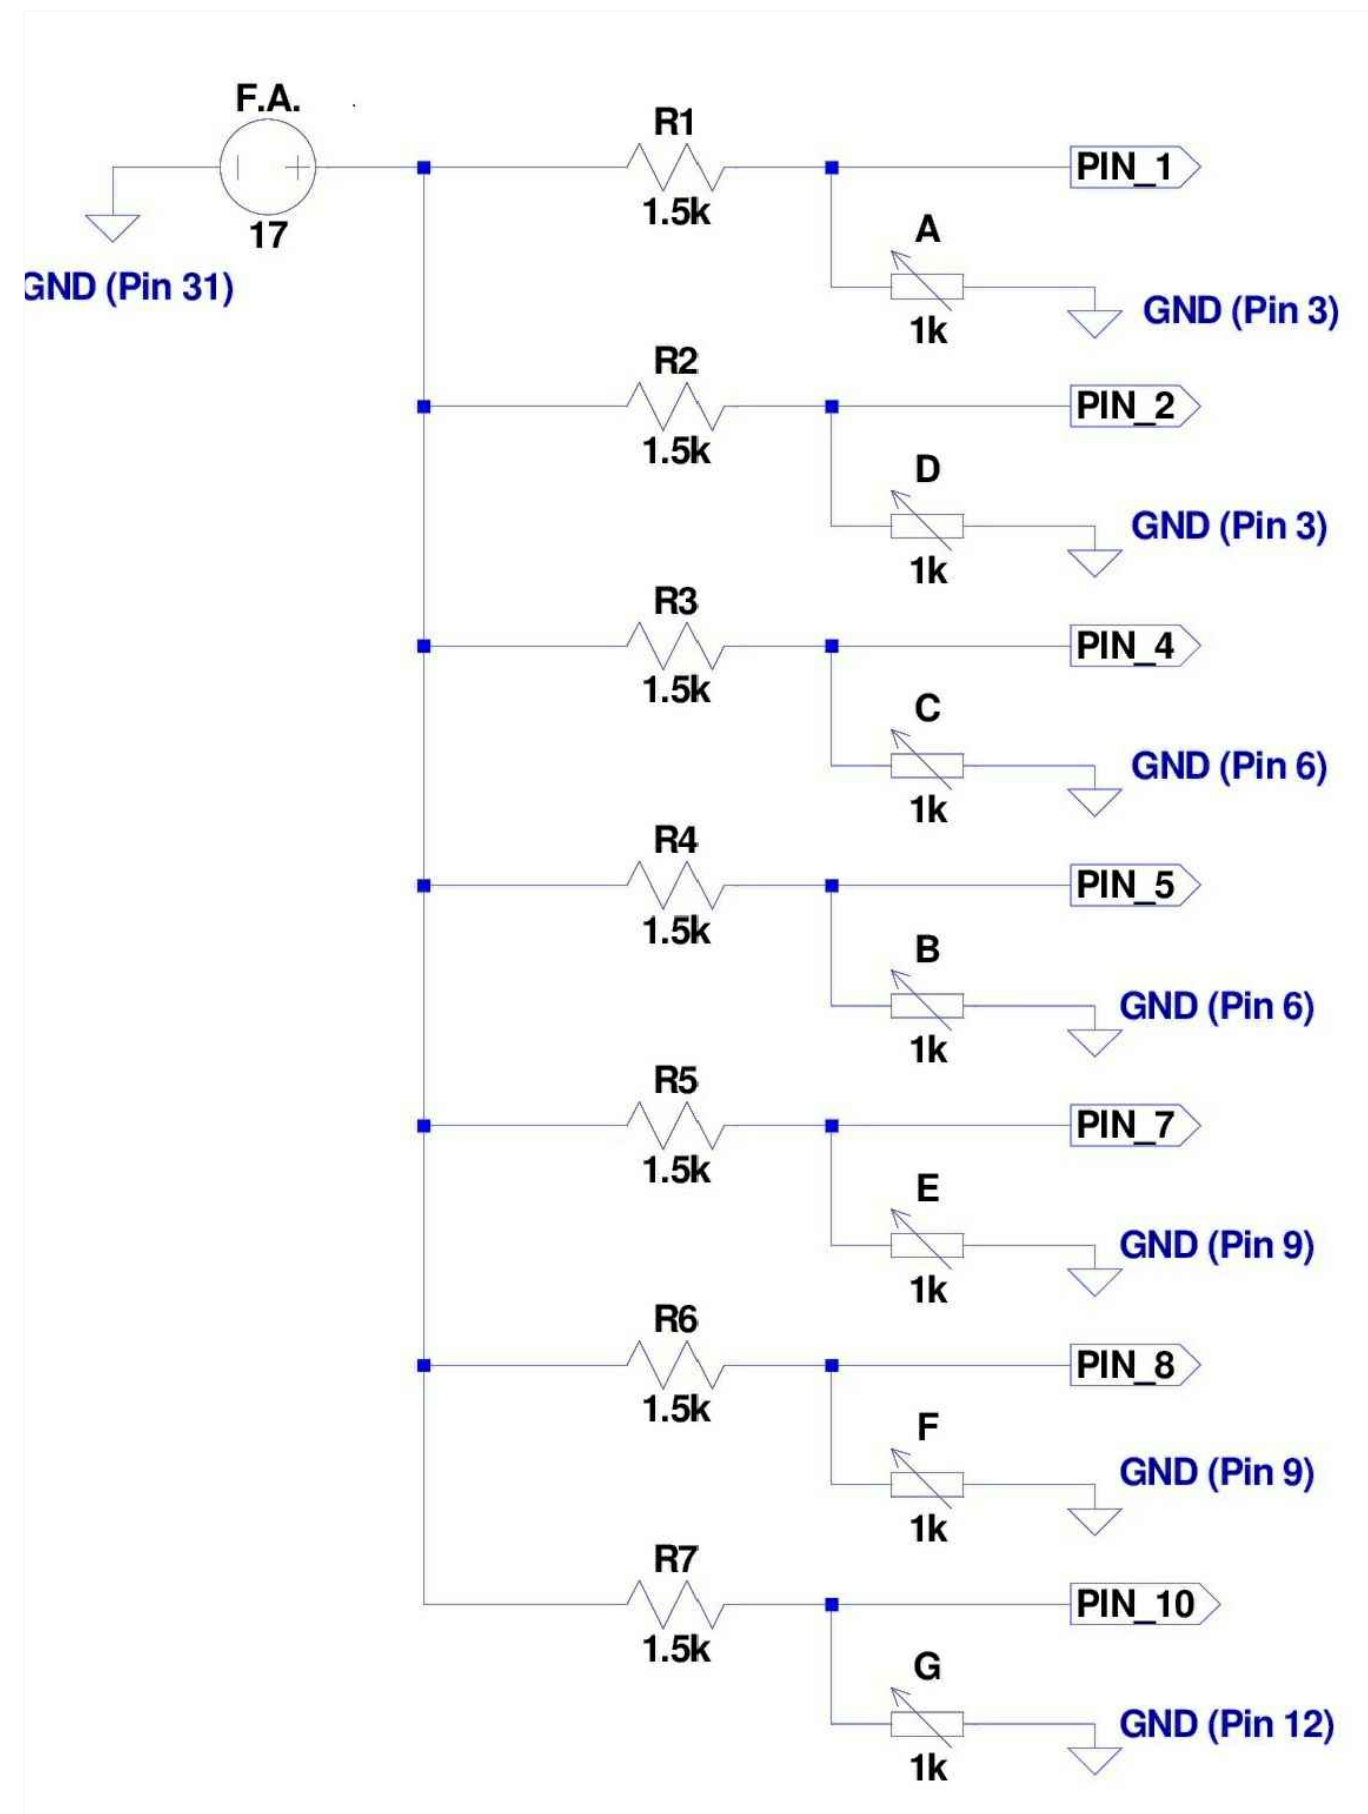 F.A.
17
GND (Pin 31)
R1
1.5k
PIN_1
A
1k
GND (Pin 3)
R2
1.5k
PIN_2
D
1k
GND (Pin 3)
R3
1.5k
PIN_4
C
1k
GND (Pin 6)
R4
1.5k
PIN_5
B
1k
GND (Pin 6)
R5
1.5k
PIN_7
E
1k
GND (Pin 9)
R6
1.5k
PIN_8
F
1k
GND (Pin 9)
R7
1.5k
PIN_10
G
1k
GND (Pin 12)